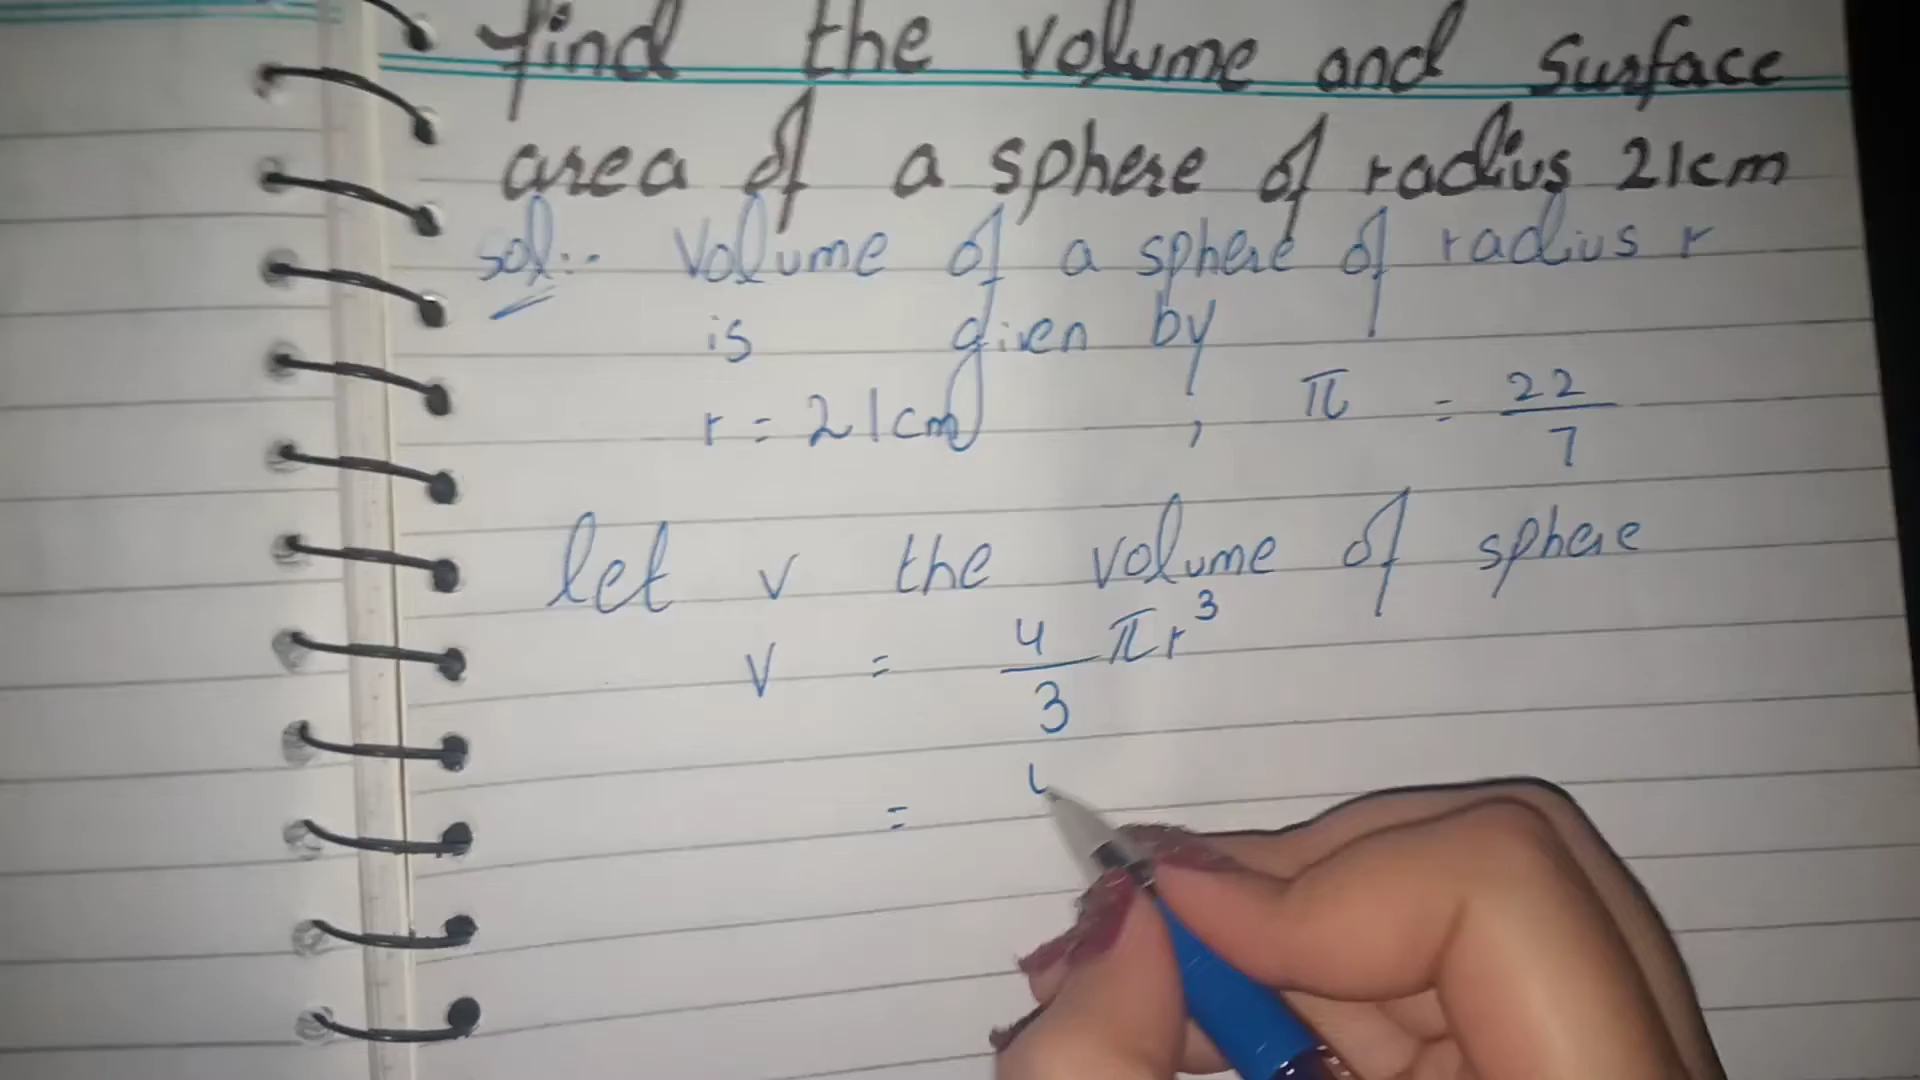 find the volume and surface
area of a sphere of radius 21cm
sol:- Volume of a sphere of radius r
is given by
r = 21cm , π = 22/7
let v the volume of sphere
v = 4/3 πr³
= 4